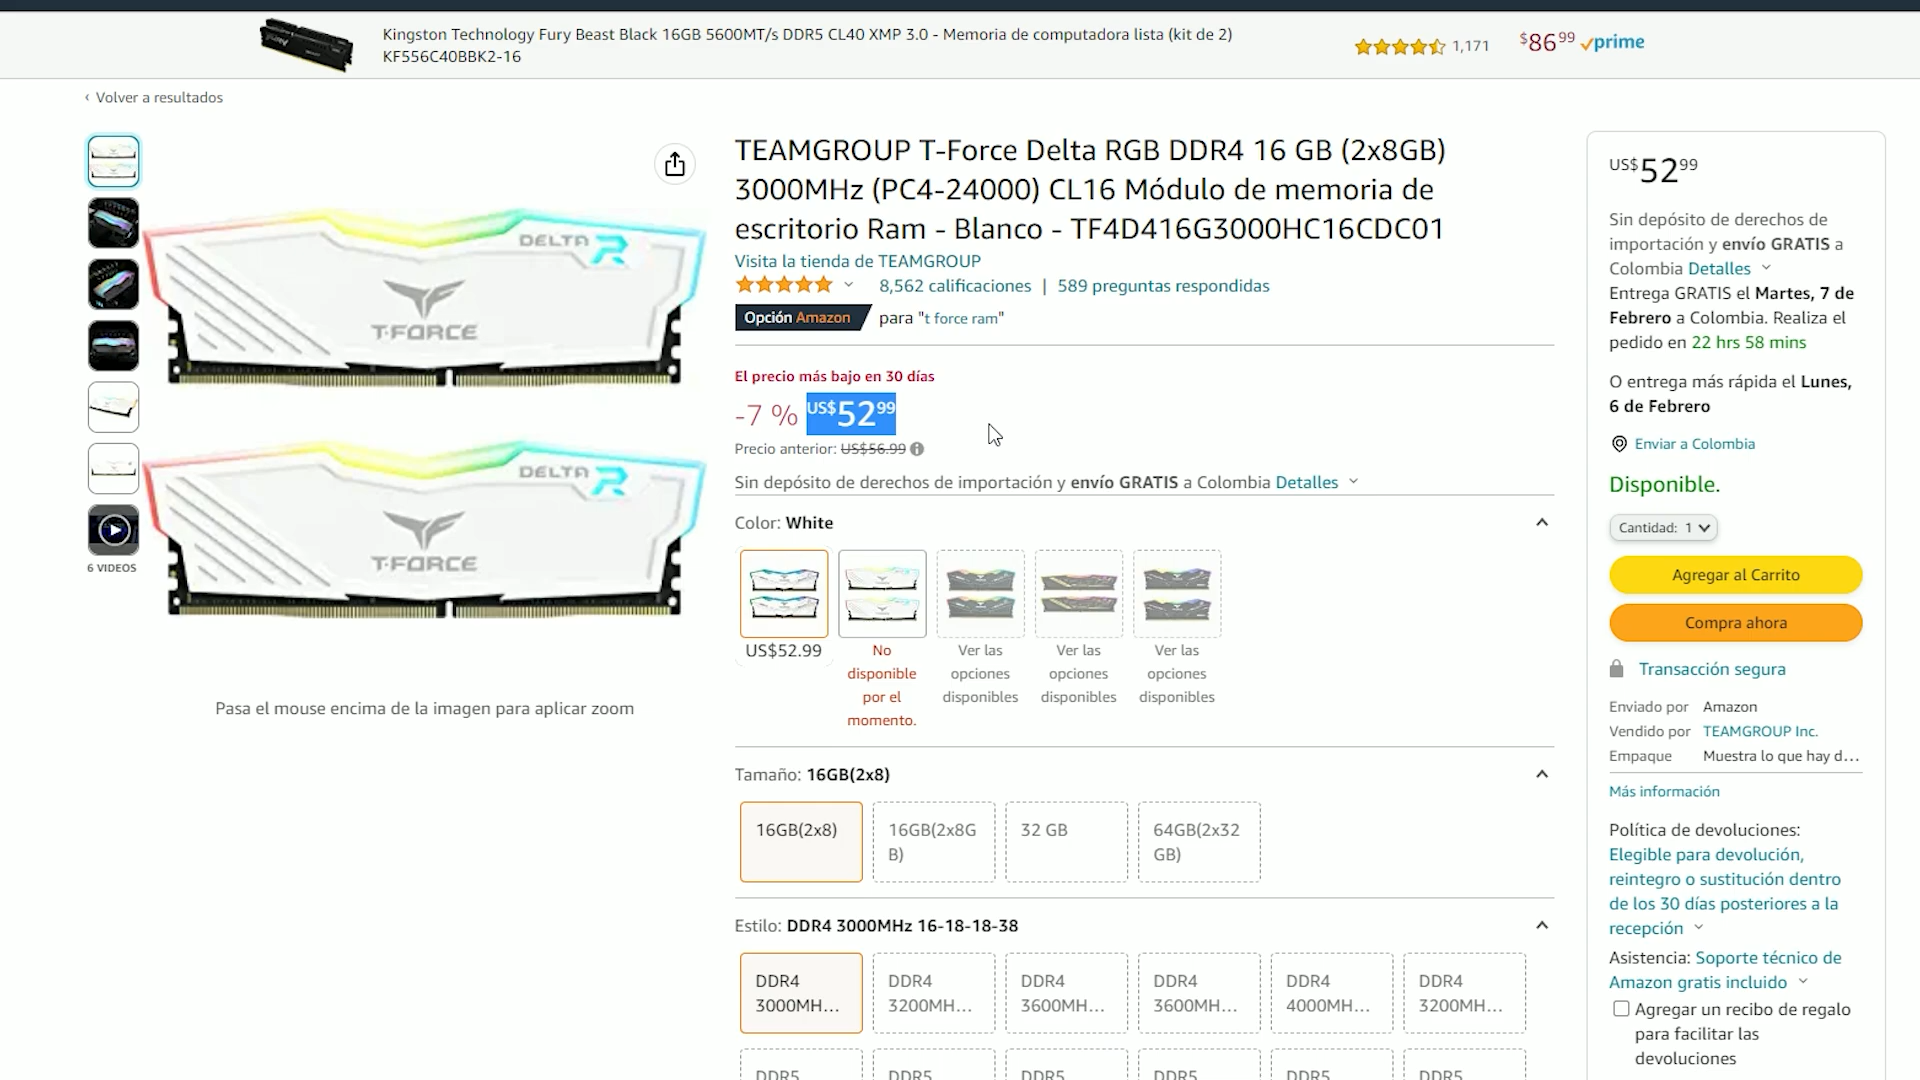 Kingston Technology Fury Beast Black 16GB 5600MT/s DDR5 CL40 XMP 3.0 - Memoria de computadora lista (kit de 2)
KF556C40BBK2-16
1,171
$86 99 prime
‹ Volver a resultados
DELTA R
T-FORCE
DELTA R
T-FORCE
6 VIDEOS
Pasa el mouse encima de la imagen para aplicar zoom
TEAMGROUP T-Force Delta RGB DDR4 16 GB (2x8GB)
3000MHz (PC4-24000) CL16 Módulo de memoria de
escritorio Ram - Blanco - TF4D416G3000HC16CDC01
Visita la tienda de TEAMGROUP
8,562 calificaciones | 589 preguntas respondidas
Opción Amazon para "t force ram"
El precio más bajo en 30 días
-7 % US$52 99
Precio anterior: US$56.99
Sin depósito de derechos de importación y envío GRATIS a Colombia Detalles
Color: White
US$52.99
No
disponible
por el
momento.
Ver las
opciones
disponibles
Ver las
opciones
disponibles
Ver las
opciones
disponibles
Tamaño: 16GB(2x8)
16GB(2x8)
16GB(2x8G
B)
32 GB
64GB(2x32
GB)
Estilo: DDR4 3000MHz 16-18-18-38
DDR4
3000MH...
DDR4
3200MH...
DDR4
3600MH...
DDR4
3600MH...
DDR4
4000MH...
DDR4
3200MH...
DDR5
DDR5
DDR5
DDR5
DDR5
DDR5
US$52 99
Sin depósito de derechos de
importación y envío GRATIS a
Colombia Detalles
Entrega GRATIS el Martes, 7 de
Febrero a Colombia. Realiza el
pedido en 22 hrs 58 mins
O entrega más rápida el Lunes,
6 de Febrero
Enviar a Colombia
Disponible.
Cantidad: 1
Agregar al Carrito
Compra ahora
Transacción segura
Enviado por Amazon
Vendido por TEAMGROUP Inc.
Empaque Muestra lo que hay d...
Más información
Política de devoluciones:
Elegible para devolución,
reintegro o sustitución dentro
de los 30 días posteriores a la
recepción
Asistencia: Soporte técnico de
Amazon gratis incluido
Agregar un recibo de regalo
para facilitar las
devoluciones